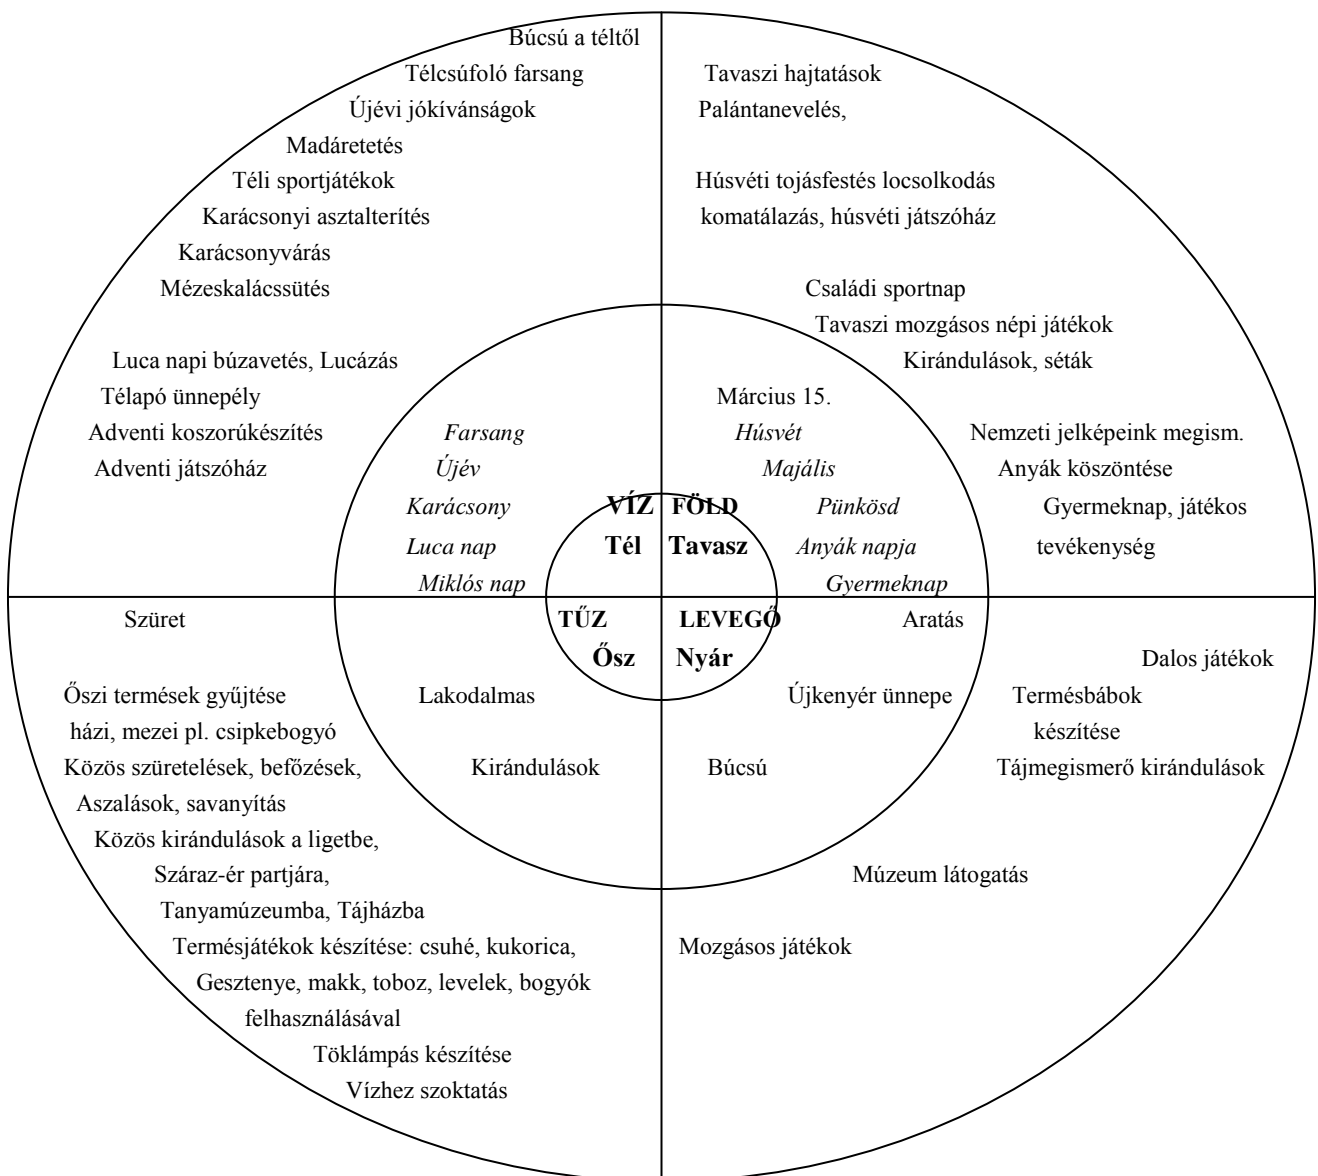 Búcsú a téltől
Télcsúfoló farsang
Újévi jókívánságok
Madáretetés
Téli sportjátékok
Karácsonyi asztalterítés
Karácsonyvárás
Mézeskalácssütés
Luca napi búzavetés, Lucázás
Télapó ünnepély
Adventi koszorúkészítés
Adventi játszóház
Farsang
Újév
Karácsony
Luca nap
Miklós nap
VÍZ
Tél
Tavaszi hajtatások
Palántanevelés,
Húsvéti tojásfestés locsolkodás
komatálazás, húsvéti játszóház
Családi sportnap
Tavaszi mozgásos népi játékok
Kirándulások, séták
Nemzeti jelképeink megism.
Anyák köszöntése
Gyermeknap, játékos
tevékenység
Március 15.
Húsvét
Majális
Pünkösd
Anyák napja
Gyermeknap
FÖLD
Tavasz
TŰZ
Ősz
Lakodalmas
Kirándulások
Szüret
Őszi termések gyűjtése
házi, mezei pl. csipkebogyó
Közös szüretelések, befőzések,
Aszalások, savanyítás
Közös kirándulások a ligetbe,
Száraz-ér partjára,
Tanyamúzeumba, Tájházba
Termésjátékok készítése: csuhé, kukorica,
Gesztenye, makk, toboz, levelek, bogyók
felhasználásával
Töklámpás készítése
Vízhez szoktatás
LEVEGŐ
Nyár
Aratás
Újkenyér ünnepe
Búcsú
Dalos játékok
Termésbábok
készítése
Tájmegismerő kirándulások
Múzeum látogatás
Mozgásos játékok